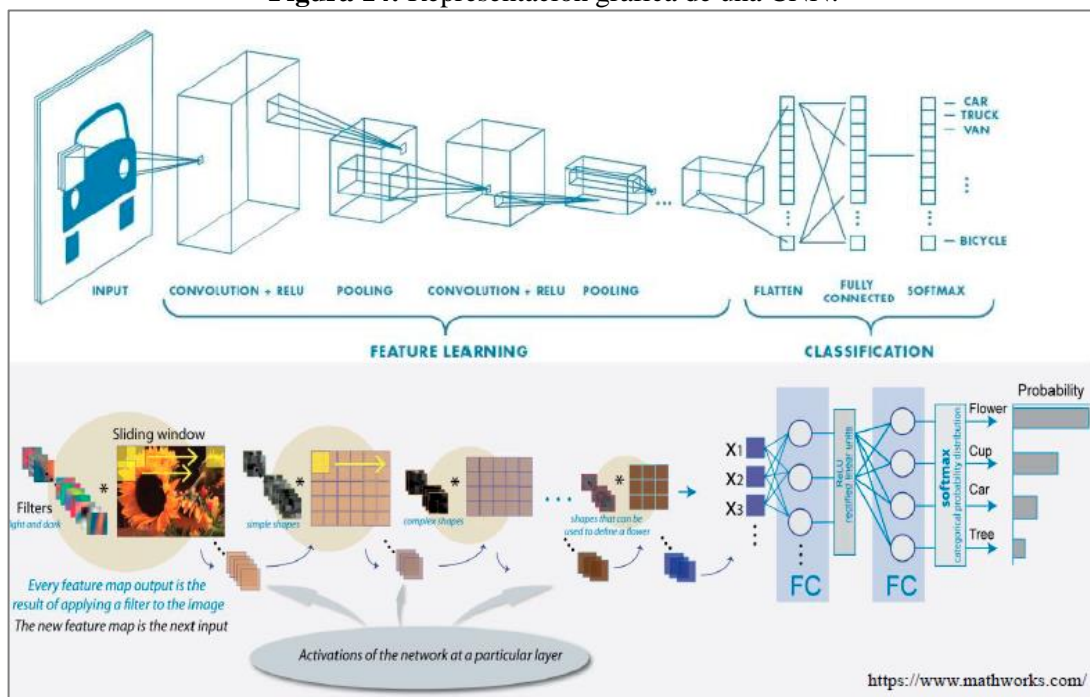 Figura 14. Representación gráfica de una CNN.
CAR
TRUCK
VAN
BICYCLE
INPUT
CONVOLUTION + RELU
POOLING
CONVOLUTION + RELU
POOLING
FLATTEN
FULLY
CONNECTED
SOFTMAX
FEATURE LEARNING
CLASSIFICATION
Sliding window
Filters
light and dark
simple shapes
complex shapes
shapes that can be
used to define a flower
Every feature map output is the
result of applying a filter to the image
The new feature map is the next input
Activations of the network at a particular layer
X1
X2
X3
FC
ReLU
rectified linear units
FC
softmax
categorical probability distribution
Probability
Flower
Cup
Car
Tree
https://www.mathworks.com/